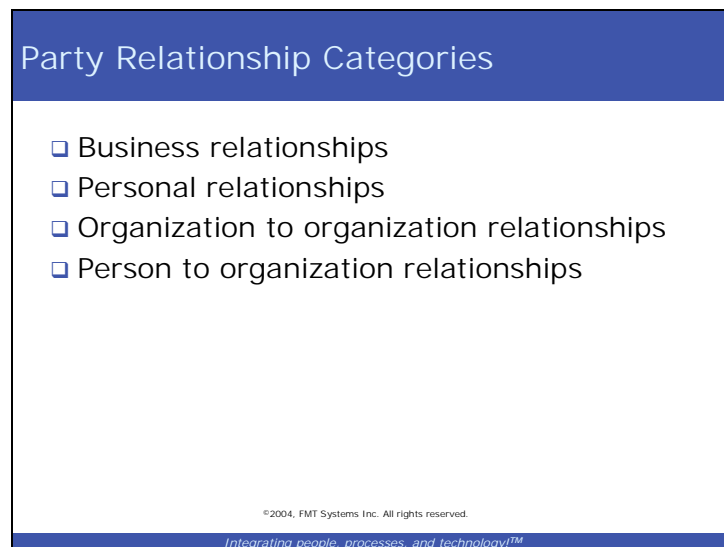 Party Relationship Categories
Business relationships
Personal relationships
Organization to organization relationships
Person to organization relationships
©2004, FMT Systems Inc. All rights reserved.
Integrating people, processes, and technology!™